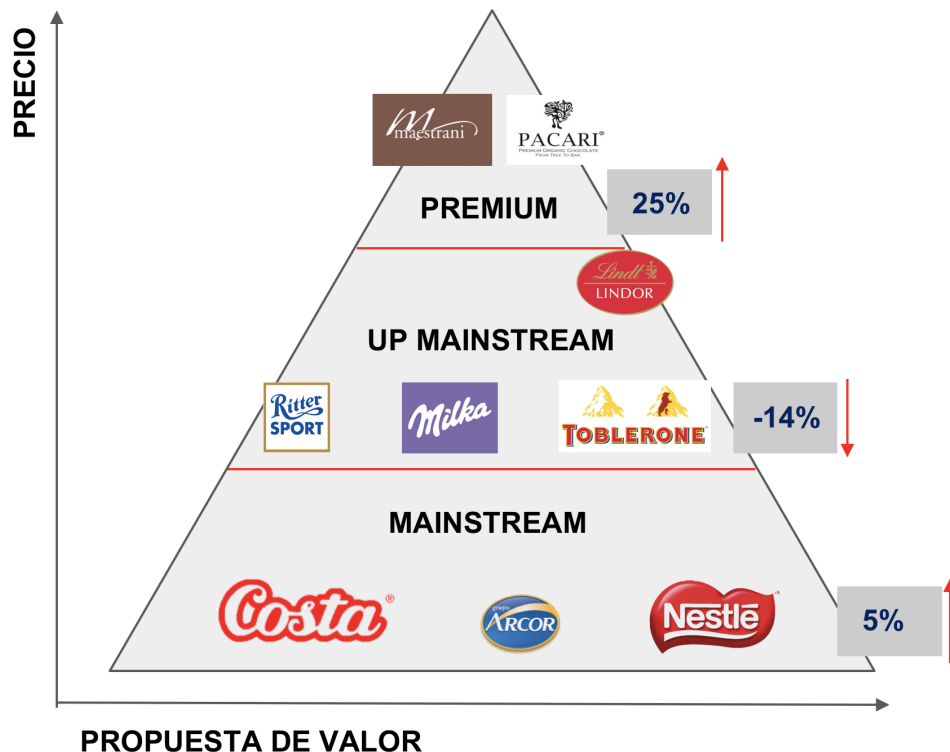 PRECIO
maestrani
PACARI®
PREMIUM ORGANIC CHOCOLATE
FROM TREE TO BAR
PREMIUM
25%
Lindt
LINDOR
UP MAINSTREAM
Ritter
SPORT
Milka
TOBLERONE
-14%
MAINSTREAM
Costa®
grupo
ARCOR
Nestlé
5%
PROPUESTA DE VALOR